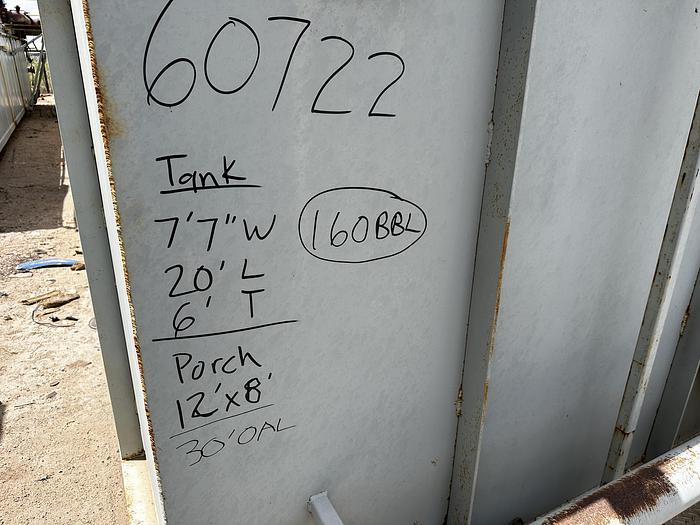 60722
Tank
7'7"W
20' L
6' T
160BBL
Porch
12'x8'
30'OAL